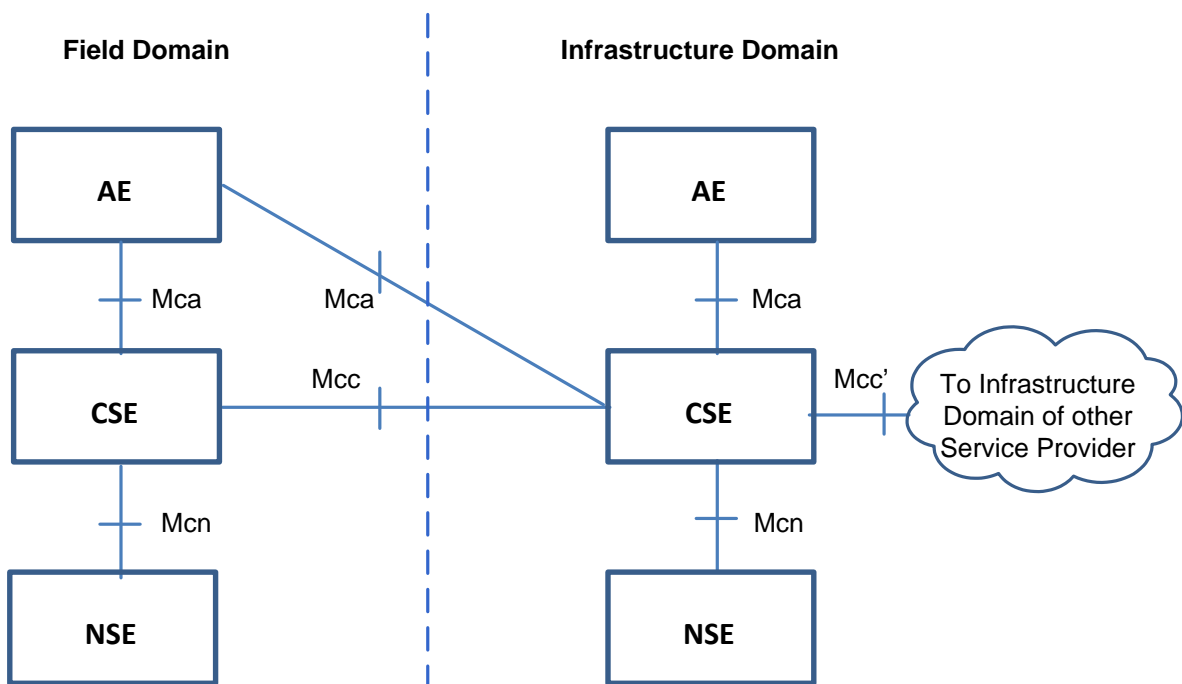 Field Domain
Infrastructure Domain
AE
AE
Mca
Mca
Mca
Mcc
Mcc’
CSE
CSE
To Infrastructure
Domain of other
Service Provider
Mcn
Mcn
NSE
NSE